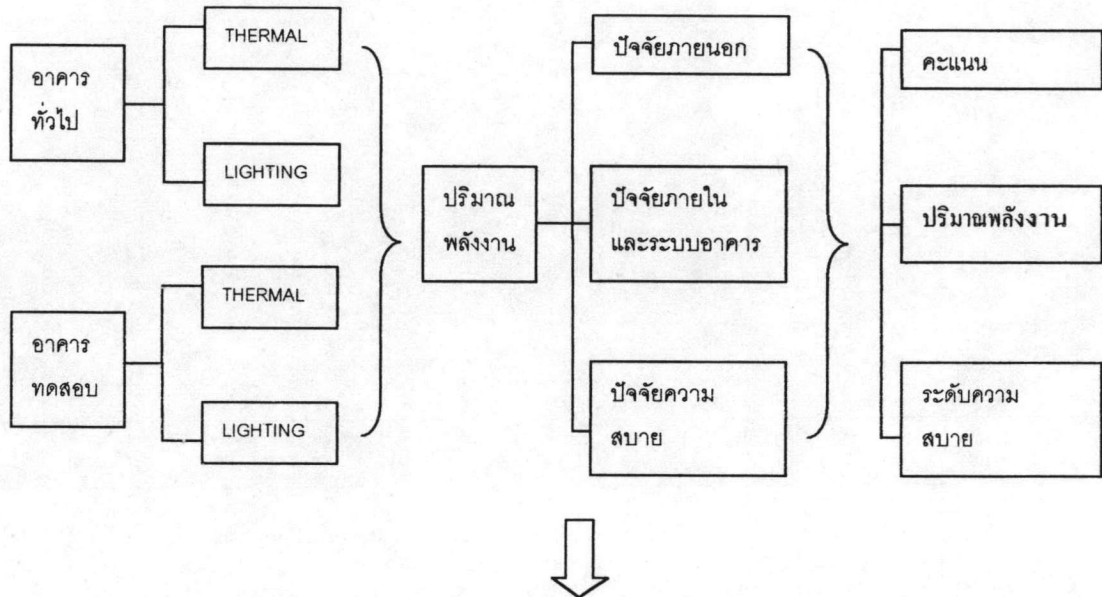 อาคาร
ทั่วไป
THERMAL
LIGHTING
อาคาร
ทดสอบ
THERMAL
LIGHTING
ปริมาณ
พลังงาน
ปัจจัยภายนอก
ปัจจัยภายใน
และระบบอาคาร
ปัจจัยความ
สบาย
คะแนน
ปริมาณพลังงาน
ระดับความ
สบาย